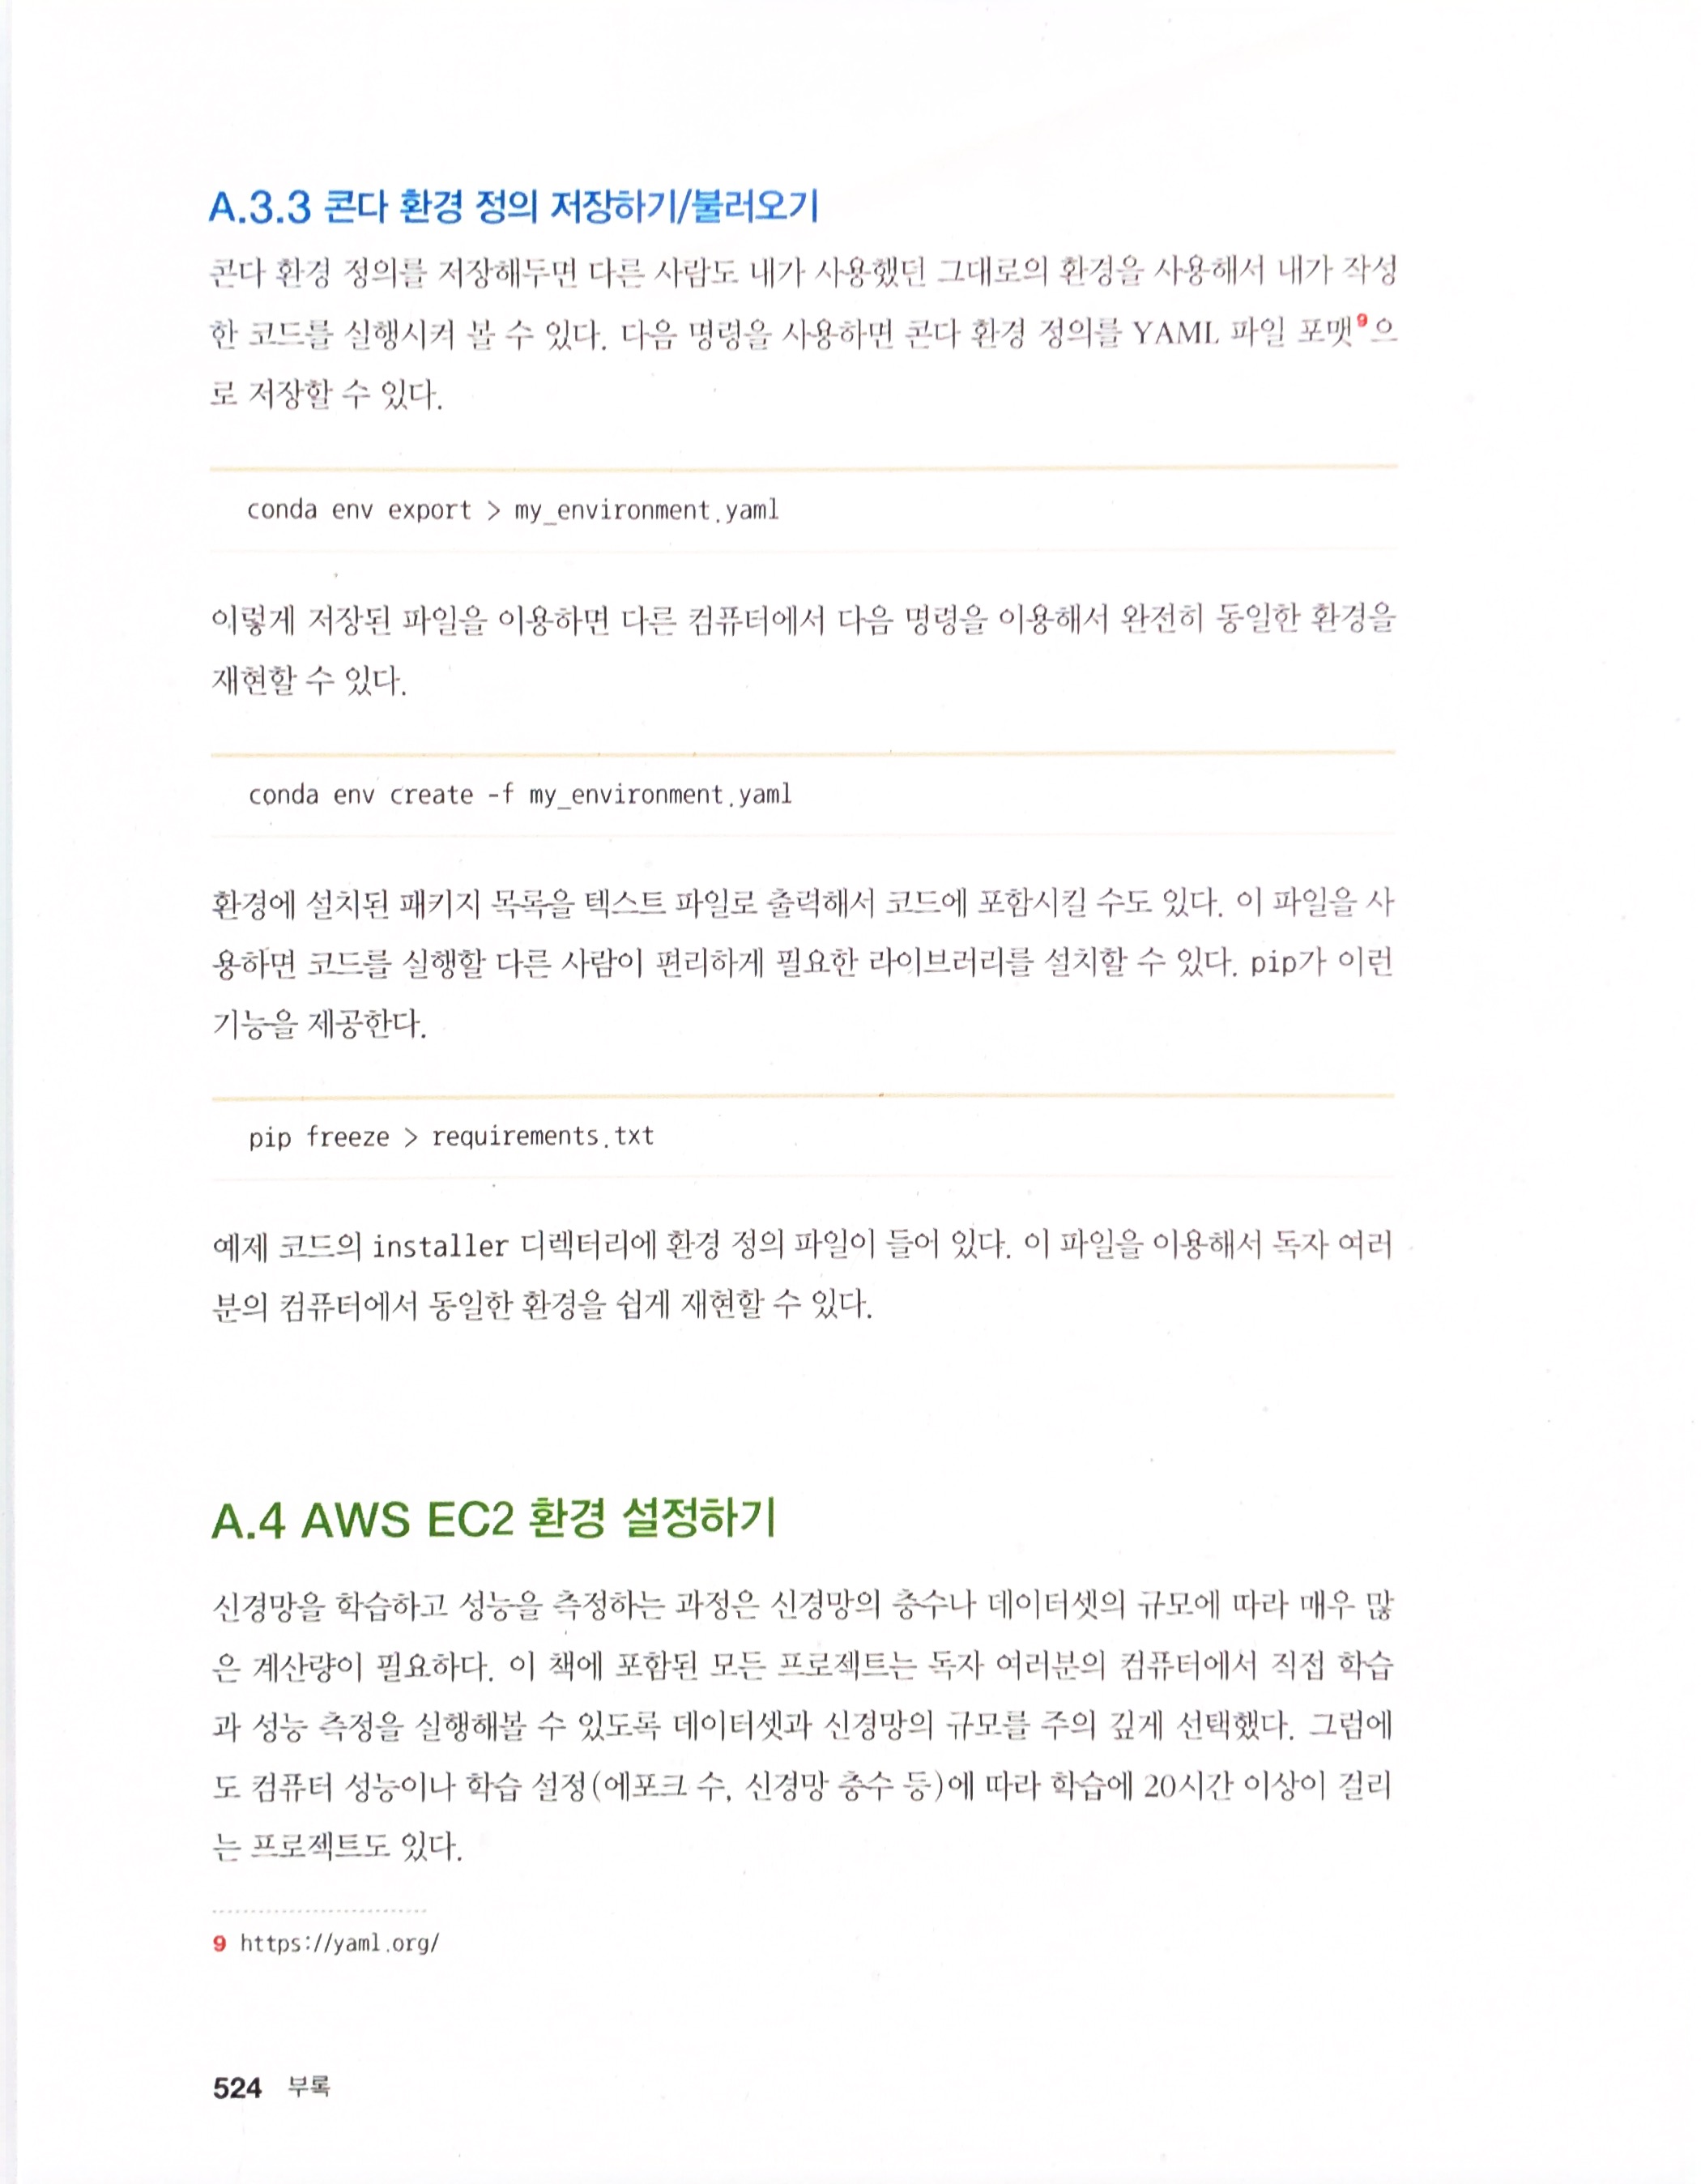 A.3.3 콘다 환경 정의 저장하기/불러오기
콘다 환경 정의를 저장해두면 다른 사람도 내가 사용했던 그대로의 환경을 사용해서 내가 작성
한 코드를 실행시켜 볼 수 있다. 다음 명령을 사용하면 콘다 환경 정의를 YAML 파일 포맷9으
로 저장할 수 있다.
conda env export > my_environment.yaml
이렇게 저장된 파일을 이용하면 다른 컴퓨터에서 다음 명령을 이용해서 완전히 동일한 환경을
재현할 수 있다.
conda env create -f my_environment.yaml
환경에 설치된 패키지 목록을 텍스트 파일로 출력해서 코드에 포함시킬 수도 있다. 이 파일을 사
용하면 코드를 실행할 다른 사람이 편리하게 필요한 라이브러리를 설치할 수 있다. pip가 이런
기능을 제공한다.
pip freeze > requirements.txt
예제 코드의 installer 디렉터리에 환경 정의 파일이 들어 있다. 이 파일을 이용해서 독자 여러
분의 컴퓨터에서 동일한 환경을 쉽게 재현할 수 있다.
A.4 AWS EC2 환경 설정하기
신경망을 학습하고 성능을 측정하는 과정은 신경망의 층수나 데이터셋의 규모에 따라 매우 많
은 계산량이 필요하다. 이 책에 포함된 모든 프로젝트는 독자 여러분의 컴퓨터에서 직접 학습
과 성능 측정을 실행해볼 수 있도록 데이터셋과 신경망의 규모를 주의 깊게 선택했다. 그럼에
도 컴퓨터 성능이나 학습 설정(에포크 수, 신경망 층수 등)에 따라 학습에 20시간 이상이 걸리
는 프로젝트도 있다.
9 https://yaml.org/
524 부록